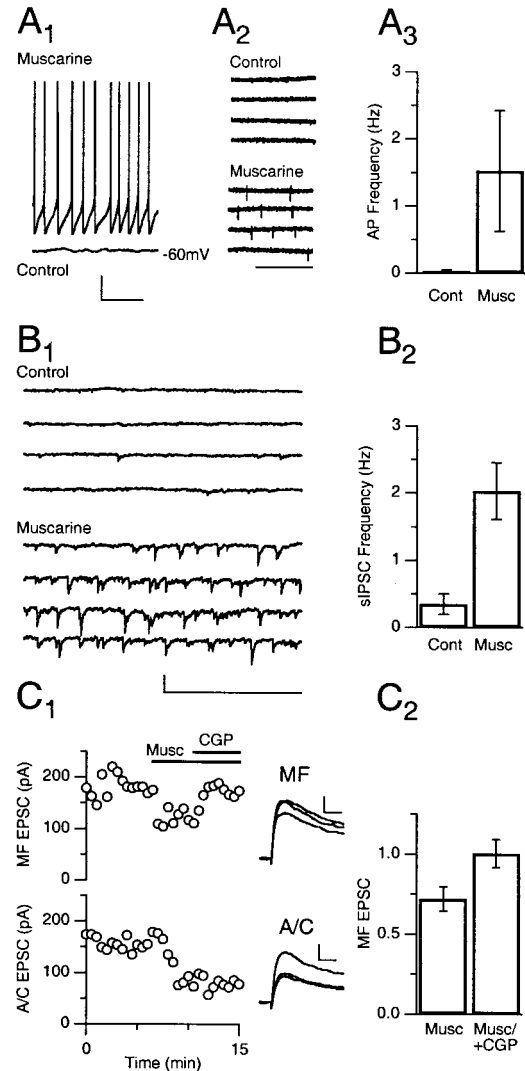 A1
Muscarine
-60mV
Control
A2
Control
Muscarine
A3
AP Frequency (Hz)
3
2
1
0
Cont Musc
B1
Control
Muscarine
B2
sIPSC Frequency (Hz)
3
2
1
0
Cont Musc
C1
Musc CGP
MF EPSC (pA)
200
100
MF
A/C EPSC (pA)
200
100
0
A/C
0 15
Time (min)
C2
MF EPSC
1.0
0.5
0.0
Musc Musc/
+CGP